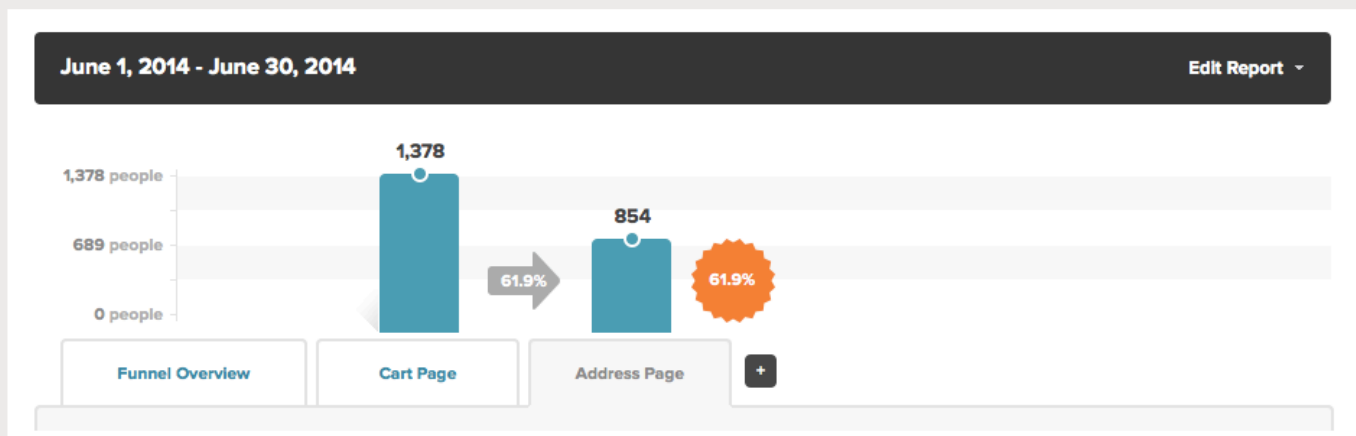 June 1, 2014 - June 30, 2014
Edit Report
1,378
1,378 people
854
689 people
61.9%
61.9%
0 people
Funnel Overview
Cart Page
Address Page
+